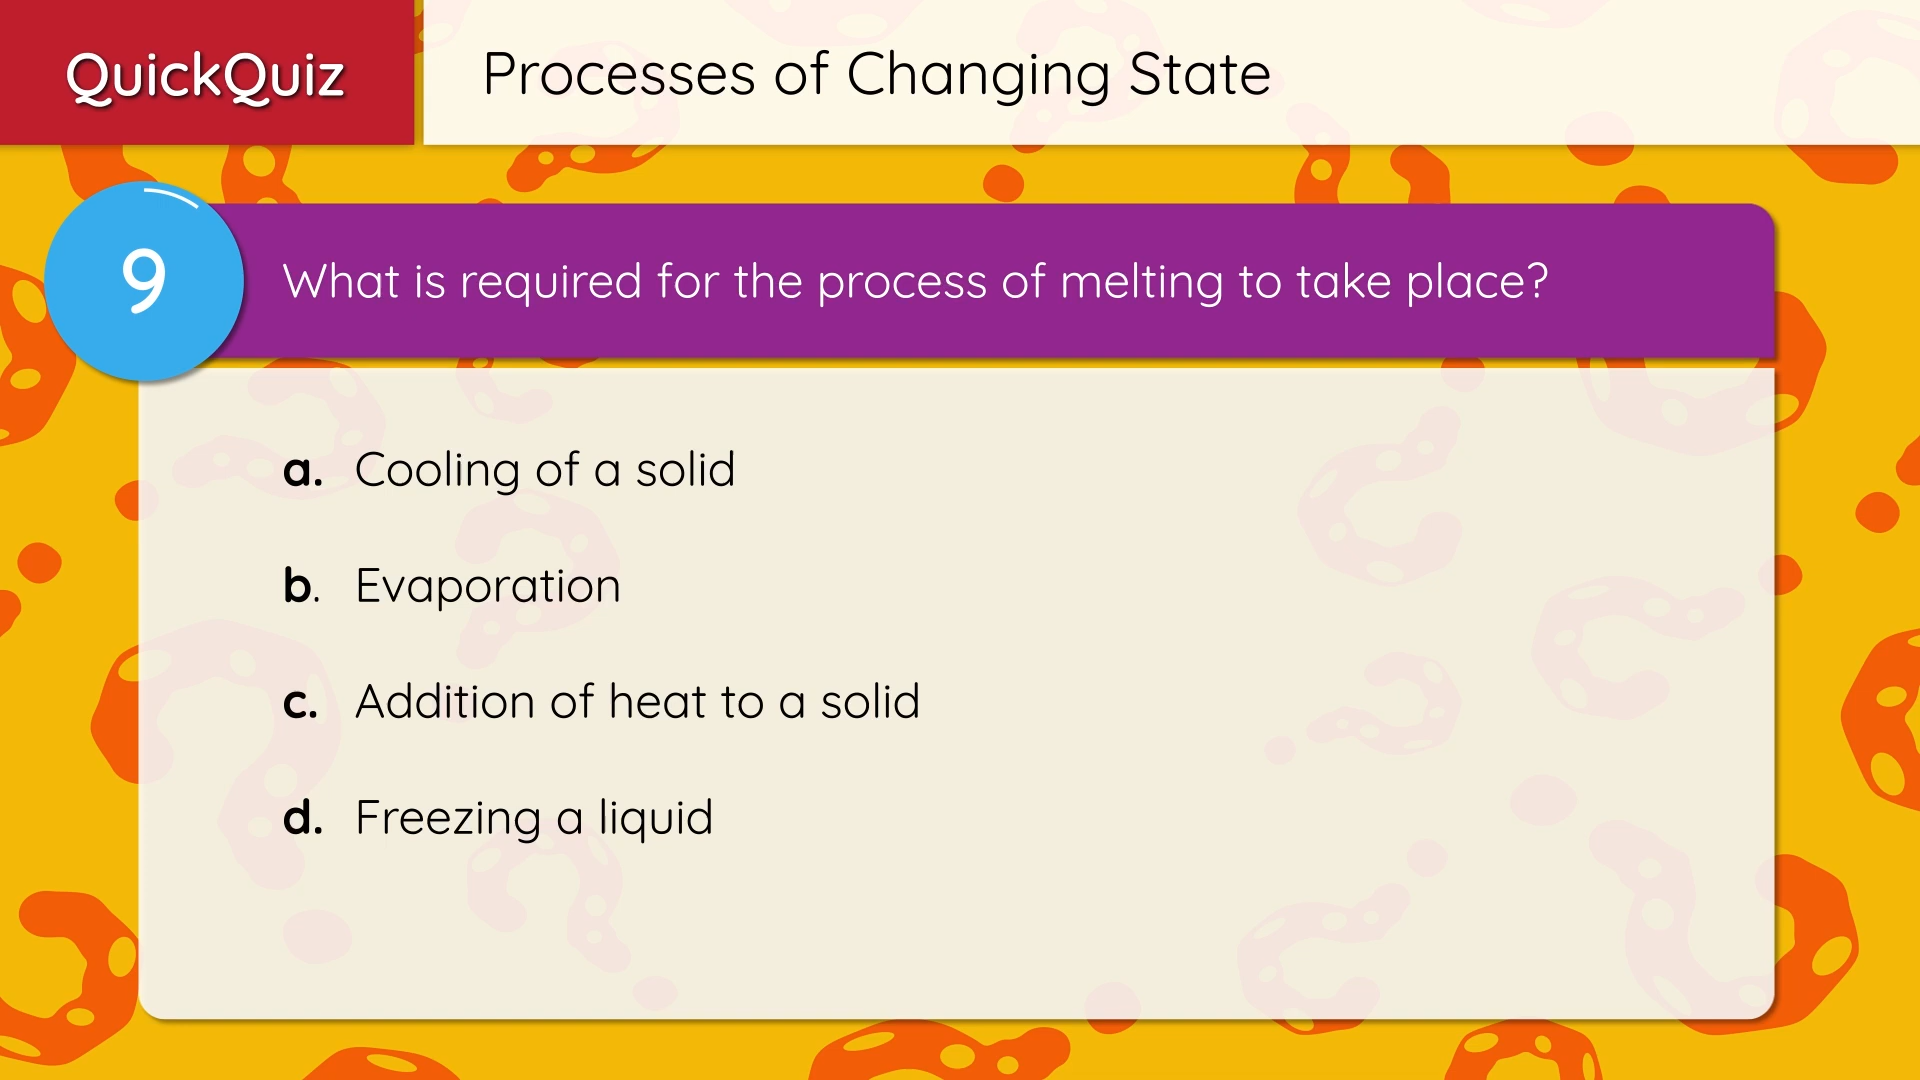 QuickQuiz
Processes of Changing State
9
What is required for the process of melting to take place?
a. Cooling of a solid
b. Evaporation
c. Addition of heat to a solid
d. Freezing a liquid